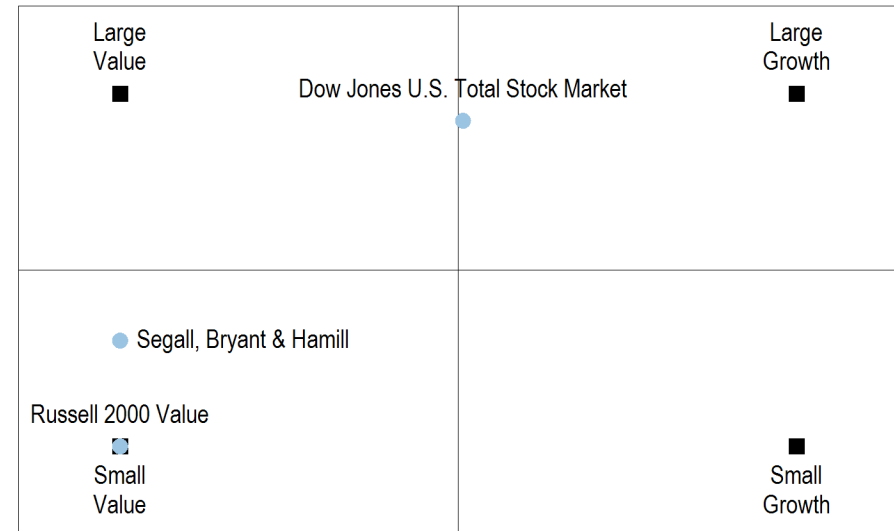 Large
Value
Large
Growth
Dow Jones U.S. Total Stock Market
Segall, Bryant & Hamill
Russell 2000 Value
Small
Value
Small
Growth